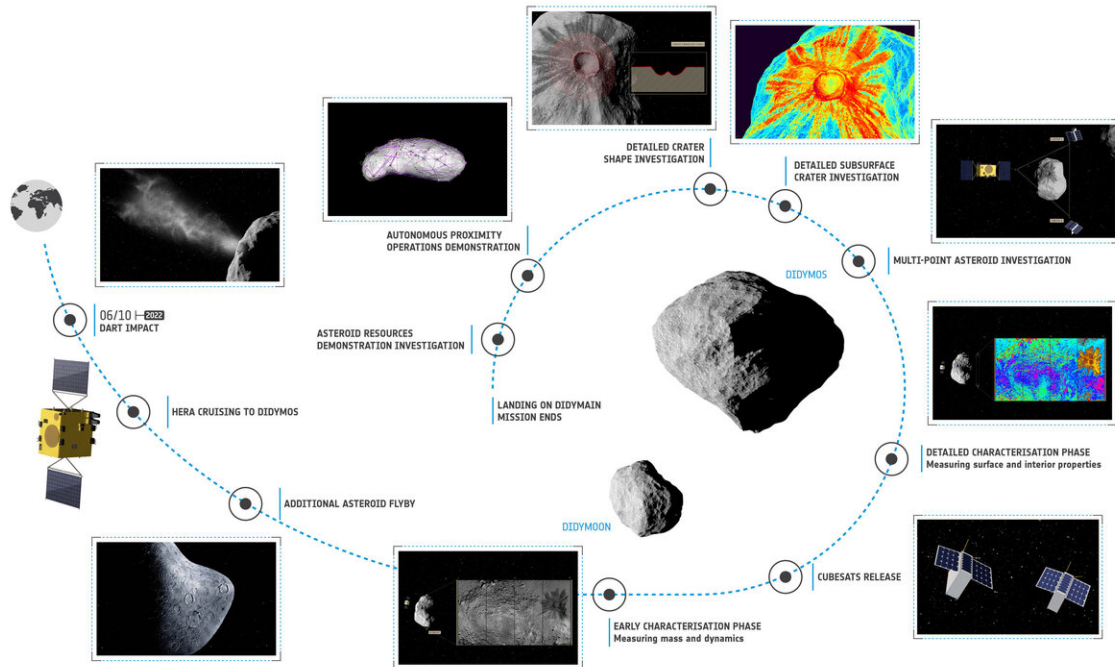 06/10 2022
DART IMPACT
HERA CRUISING TO DIDYMOS
ADDITIONAL ASTEROID FLYBY
EARLY CHARACTERISATION PHASE
Measuring mass and dynamics
CUBESATS RELEASE
DETAILED CHARACTERISATION PHASE
Measuring surface and interior properties
MULTI-POINT ASTEROID INVESTIGATION
DETAILED SUBSURFACE
CRATER INVESTIGATION
DETAILED CRATER
SHAPE INVESTIGATION
AUTONOMOUS PROXIMITY
OPERATIONS DEMONSTRATION
ASTEROID RESOURCES
DEMONSTRATION INVESTIGATION
LANDING ON DIDYMAIN
MISSION ENDS
DIDYMOS
DIDYMOON